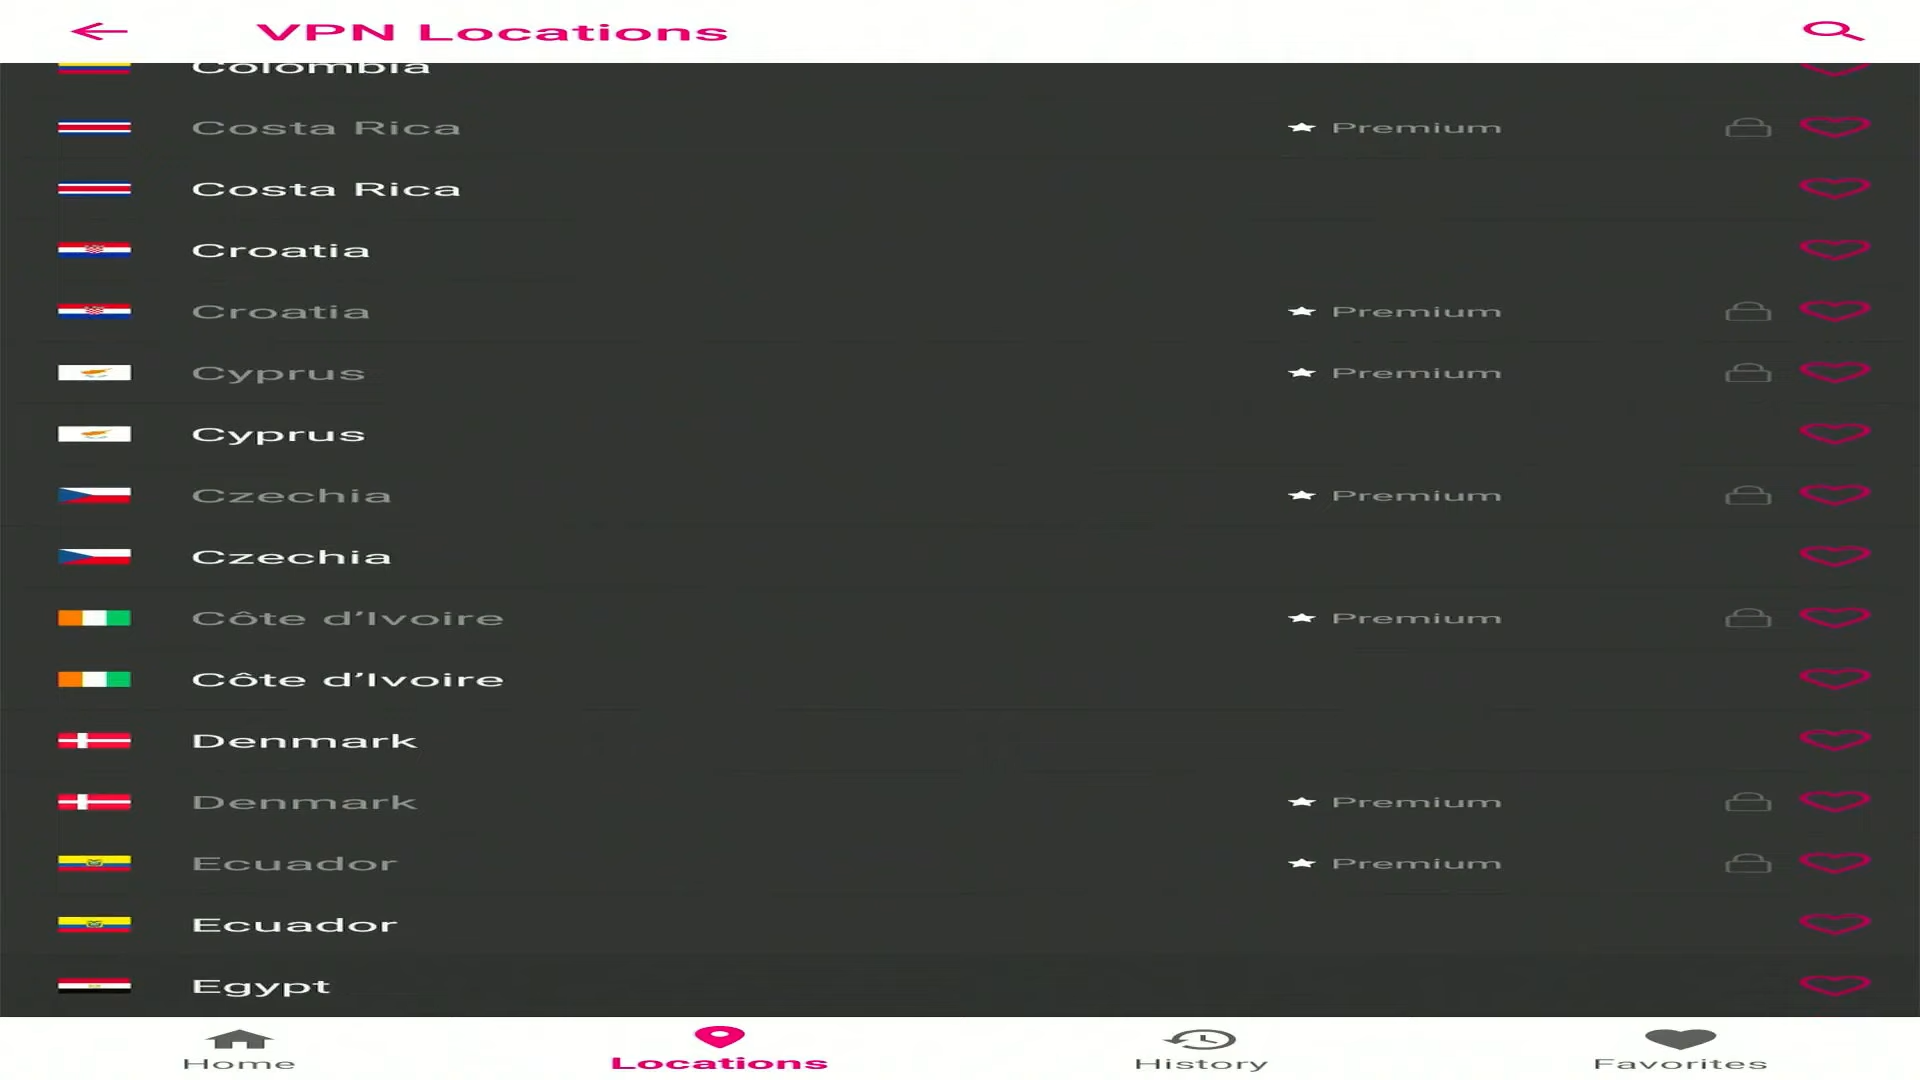 VPN Locations
Colombia
Costa Rica Premium
Costa Rica
Croatia
Croatia Premium
Cyprus Premium
Cyprus
Czechia Premium
Czechia
Côte d’Ivoire Premium
Côte d’Ivoire
Denmark
Denmark Premium
Ecuador Premium
Ecuador
Egypt
Home Locations History Favorites